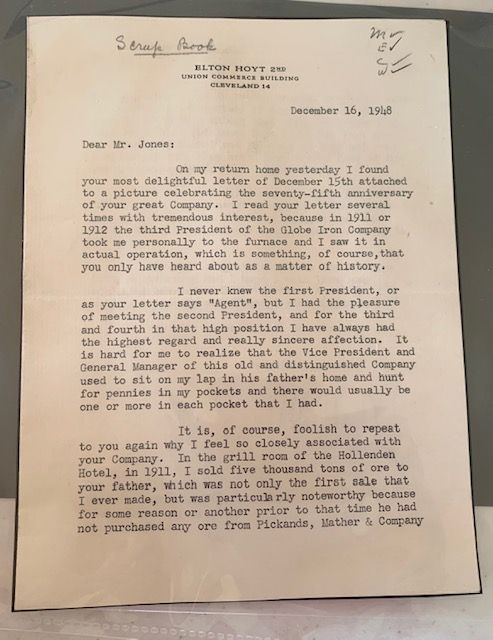 Scrap Book
ELTON HOYT 2ND
UNION COMMERCE BUILDING
CLEVELAND 14
December 16, 1948
Dear Mr. Jones:
On my return home yesterday I found
your most delightful letter of December 15th attached
to a picture celebrating the seventy-fifth anniversary
of your great Company. I read your letter several
times with tremendous interest, because in 1911 or
1912 the third President of the Globe Iron Company
took me personally to the furnace and I saw it in
actual operation, which is something, of course, that
you only have heard about as a matter of history.
I never knew the first President, or
as your letter says "Agent", but I had the pleasure
of meeting the second President, and for the third
and fourth in that high position I have always had
the highest regard and really sincere affection. It
is hard for me to realize that the Vice President and
General Manager of this old and distinguished Company
used to sit on my lap in his father's home and hunt
for pennies in my pockets and there would usually be
one or more in each pocket that I had.
It is, of course, foolish to repeat
to you again why I feel so closely associated with
your Company. In the grill room of the Hollenden
Hotel, in 1911, I sold five thousand tons of ore to
your father, which was not only the first sale that
I ever made, but was particularly noteworthy because
for some reason or another prior to that time he had
not purchased any ore from Pickands, Mather & Company